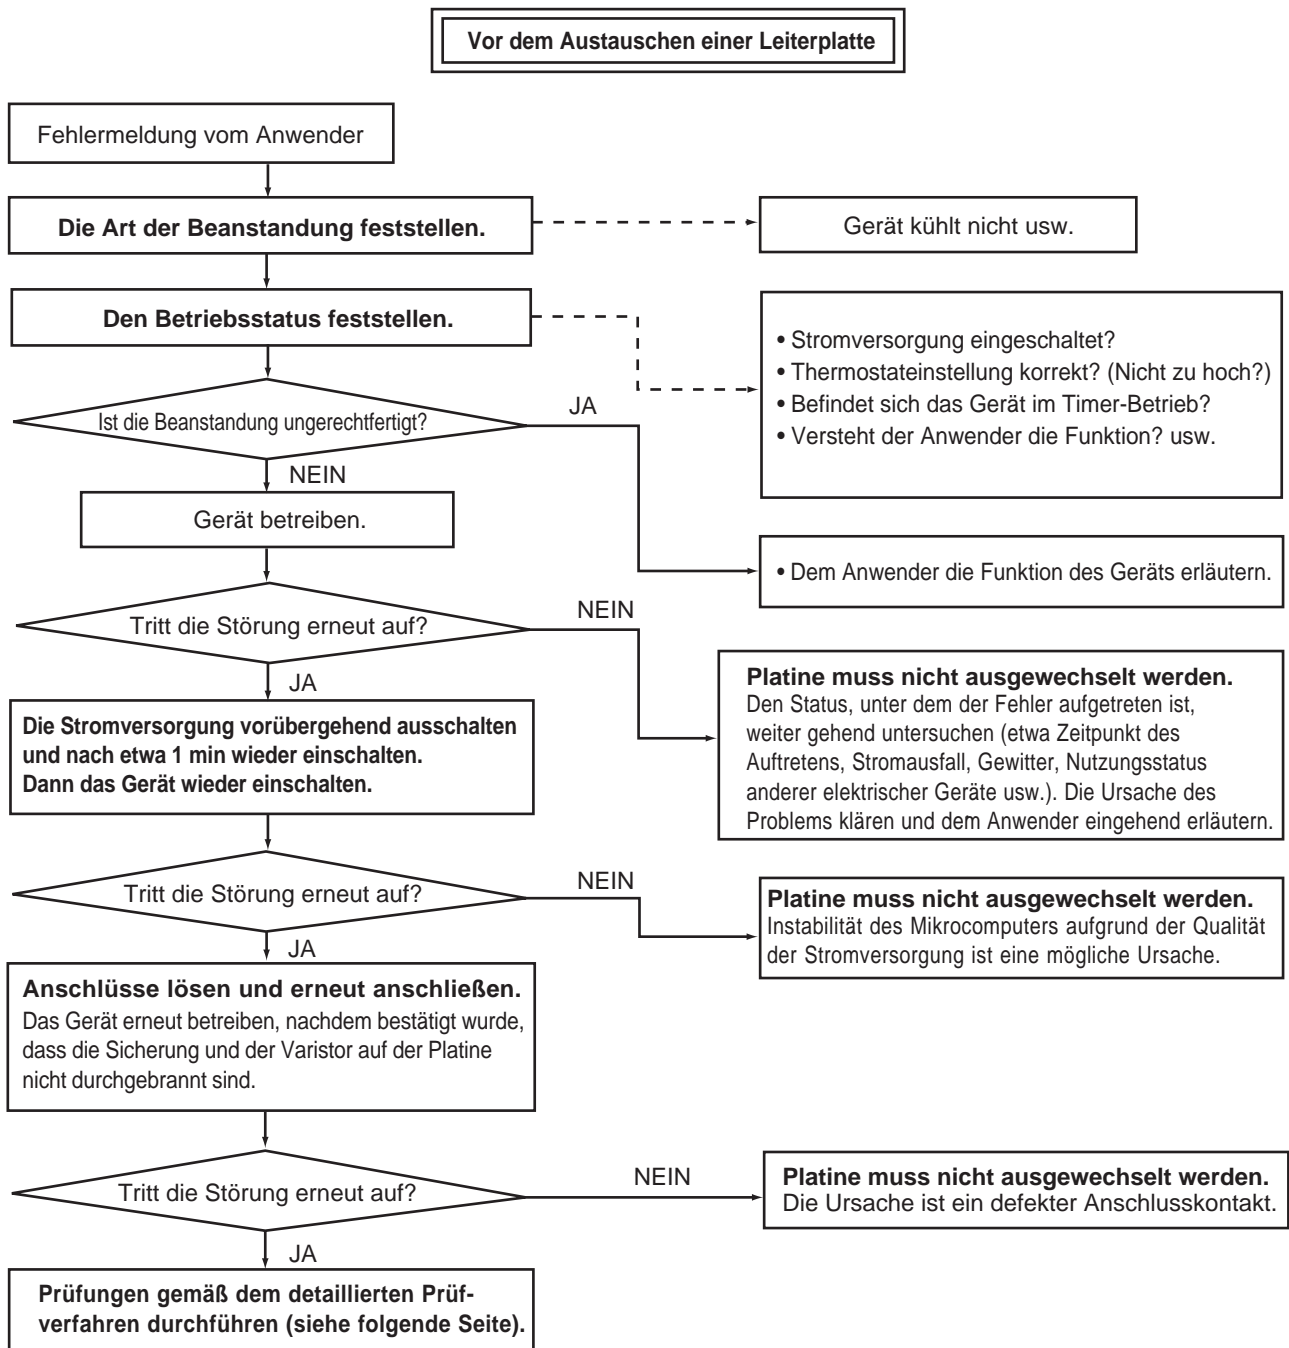 Vor dem Austauschen einer Leiterplatte
Fehlermeldung vom Anwender
Die Art der Beanstandung feststellen.
Gerät kühlt nicht usw.
Den Betriebsstatus feststellen.
• Stromversorgung eingeschaltet?
• Thermostateinstellung korrekt? (Nicht zu hoch?)
• Befindet sich das Gerät im Timer-Betrieb?
• Versteht der Anwender die Funktion? usw.
Ist die Beanstandung ungerechtfertigt?
JA
NEIN
Gerät betreiben.
• Dem Anwender die Funktion des Geräts erläutern.
Tritt die Störung erneut auf?
NEIN
JA
Platine muss nicht ausgewechselt werden.
Den Status, unter dem der Fehler aufgetreten ist,
weiter gehend untersuchen (etwa Zeitpunkt des
Auftretens, Stromausfall, Gewitter, Nutzungsstatus
anderer elektrischer Geräte usw.). Die Ursache des
Problems klären und dem Anwender eingehend erläutern.
Die Stromversorgung vorübergehend ausschalten
und nach etwa 1 min wieder einschalten.
Dann das Gerät wieder einschalten.
Tritt die Störung erneut auf?
NEIN
JA
Platine muss nicht ausgewechselt werden.
Instabilität des Mikrocomputers aufgrund der Qualität
der Stromversorgung ist eine mögliche Ursache.
Anschlüsse lösen und erneut anschließen.
Das Gerät erneut betreiben, nachdem bestätigt wurde,
dass die Sicherung und der Varistor auf der Platine
nicht durchgebrannt sind.
Tritt die Störung erneut auf?
NEIN
JA
Platine muss nicht ausgewechselt werden.
Die Ursache ist ein defekter Anschlusskontakt.
Prüfungen gemäß dem detaillierten Prüf-
verfahren durchführen (siehe folgende Seite).